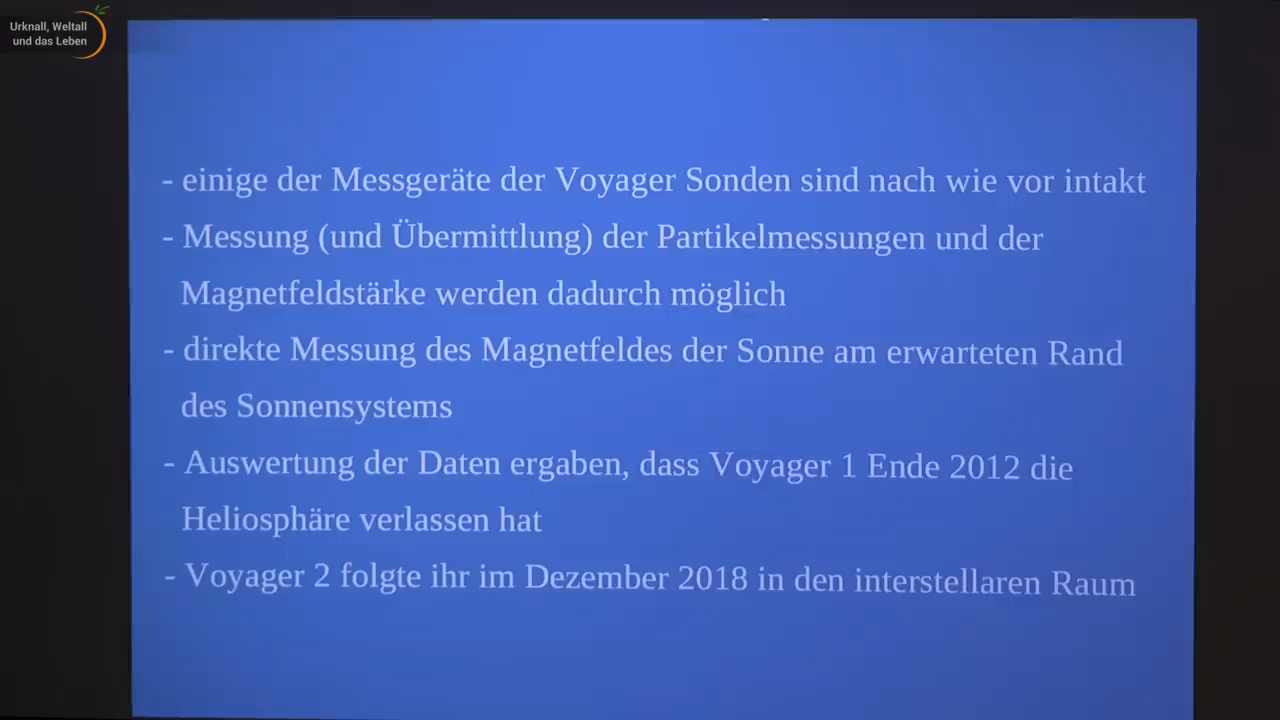 Urknall, Weltall
und das Leben
- einige der Messgeräte der Voyager Sonden sind nach wie vor intakt
- Messung (und Übermittlung) der Partikelmessungen und der
Magnetfeldstärke werden dadurch möglich
- direkte Messung des Magnetfeldes der Sonne am erwarteten Rand
des Sonnensystems
- Auswertung der Daten ergaben, dass Voyager 1 Ende 2012 die
Heliosphäre verlassen hat
- Voyager 2 folgte ihr im Dezember 2018 in den interstellaren Raum